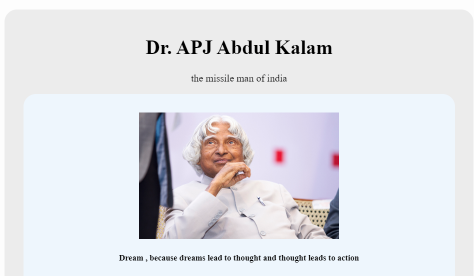 Dr. APJ Abdul Kalam
the missile man of india
Dream , because dreams lead to thought and thought leads to action